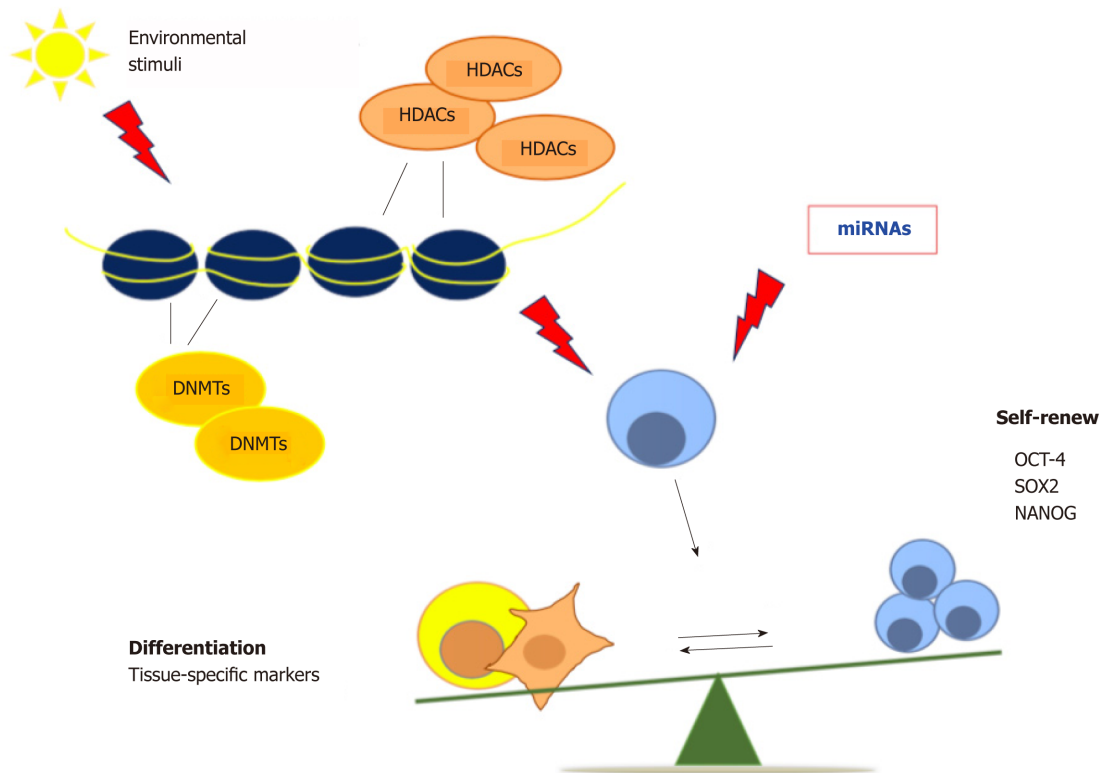 Environmental
stimuli
HDACs
HDACs
HDACs
miRNAs
DNMTs
DNMTs
Self-renew
OCT-4
SOX2
NANOG
Differentiation
Tissue-specific markers